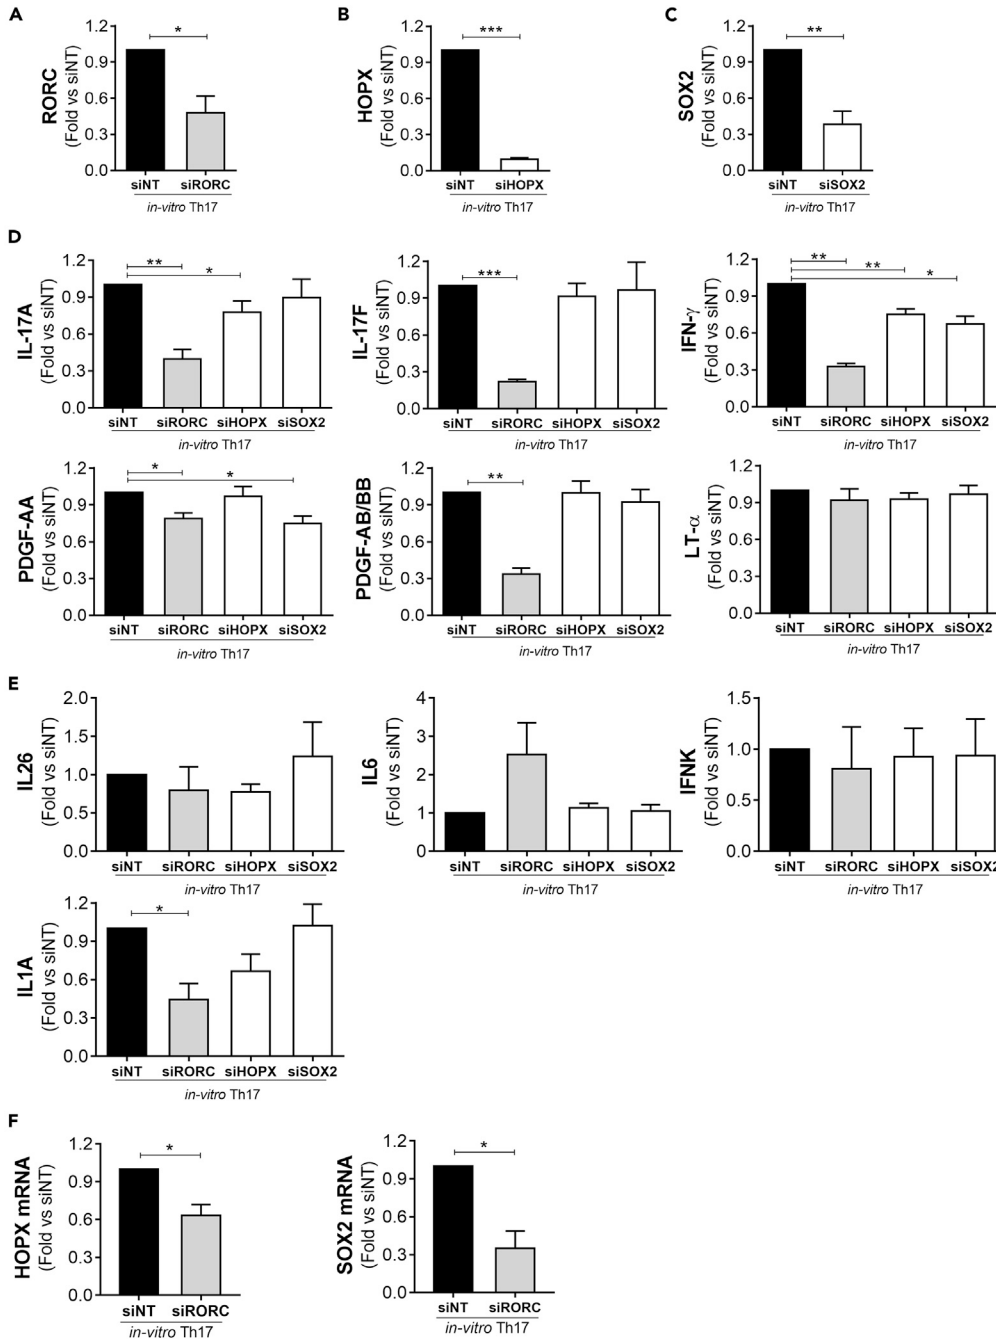 A
RORC
(Fold vs siNT)
1.2
0.9
0.6
0.3
0.0
*
siNT siRORC
in-vitro Th17
B
HOPX
(Fold vs siNT)
1.2
0.9
0.6
0.3
0.0
***
siNT siHOPX
in-vitro Th17
C
SOX2
(Fold vs siNT)
1.2
0.9
0.6
0.3
0.0
**
siNT siSOX2
in-vitro Th17
D
IL-17A
(Fold vs siNT)
1.2
0.9
0.6
0.3
0.0
**
*
siNT siRORC siHOPX siSOX2
in-vitro Th17
IL-17F
(Fold vs siNT)
1.2
0.9
0.6
0.3
0.0
***
siNT siRORC siHOPX siSOX2
in-vitro Th17
IFN-γ
(Fold vs siNT)
1.2
0.9
0.6
0.3
0.0
**
**
*
siNT siRORC siHOPX siSOX2
in-vitro Th17
PDGF-AA
(Fold vs siNT)
1.2
0.9
0.6
0.3
0.0
*
*
siNT siRORC siHOPX siSOX2
in-vitro Th17
PDGF-AB/BB
(Fold vs siNT)
1.2
0.9
0.6
0.3
0.0
**
siNT siRORC siHOPX siSOX2
in-vitro Th17
LT-α
(Fold vs siNT)
1.2
0.9
0.6
0.3
0.0
siNT siRORC siHOPX siSOX2
in-vitro Th17
E
IL26
(Fold vs siNT)
2.0
1.5
1.0
0.5
0.0
siNT siRORC siHOPX siSOX2
in-vitro Th17
IL6
(Fold vs siNT)
4
3
2
1
0
siNT siRORC siHOPX siSOX2
in-vitro Th17
IFNK
(Fold vs siNT)
1.5
1.0
0.5
0.0
siNT siRORC siHOPX siSOX2
in-vitro Th17
IL1A
(Fold vs siNT)
1.2
0.9
0.6
0.3
0.0
*
siNT siRORC siHOPX siSOX2
in-vitro Th17
F
HOPX mRNA
(Fold vs siNT)
1.2
0.9
0.6
0.3
0.0
*
siNT siRORC
in-vitro Th17
SOX2 mRNA
(Fold vs siNT)
1.2
0.9
0.6
0.3
0.0
*
siNT siRORC
in-vitro Th17